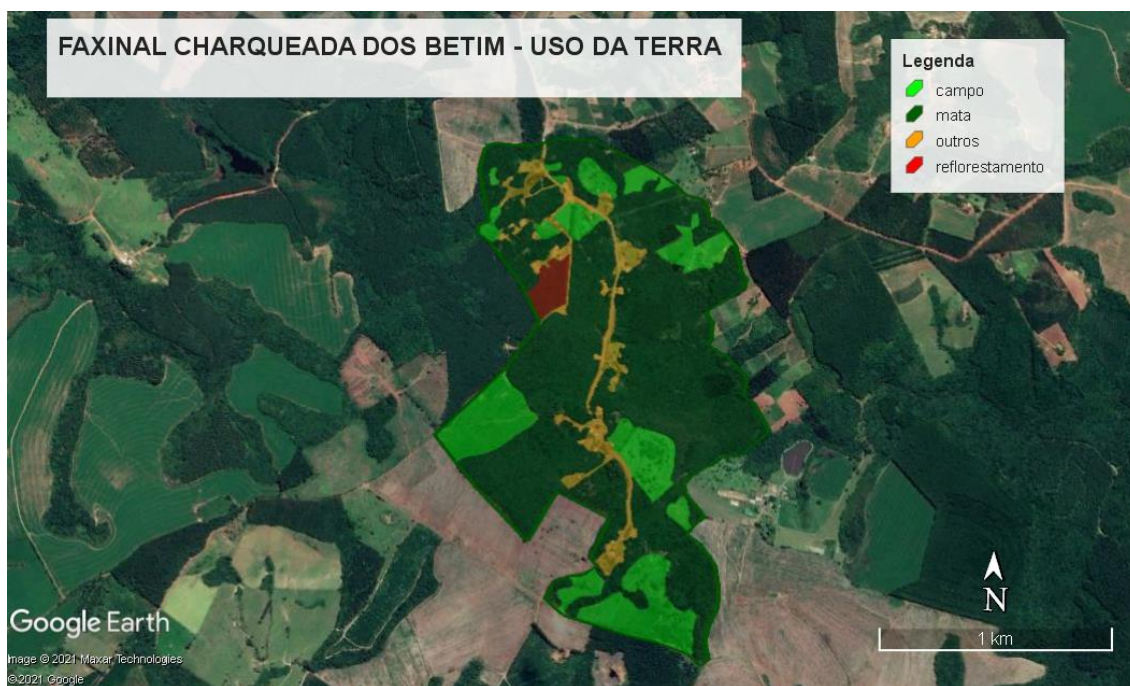 FAXINAL CHARQUEADA DOS BETIM - USO DA TERRA
Legenda
campo
mata
outros
reflorestamento
N
1 km
Google Earth
Image © 2021 Maxar Technologies
©2021 Google